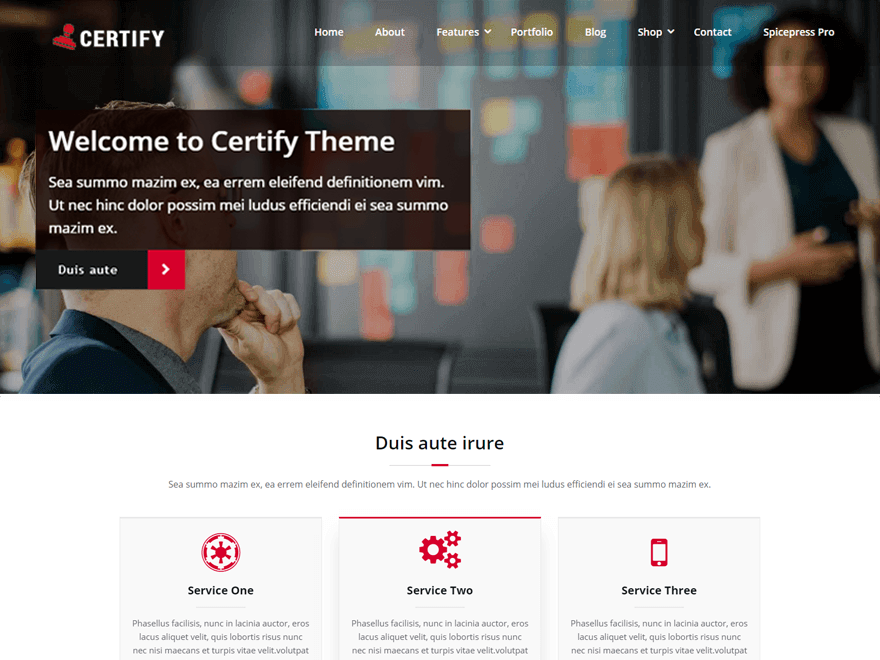 CERTIFY
Home About Features Portfolio Blog Shop Contact Spicepress Pro
Welcome to Certify Theme
Sea summo mazim ex, ea errem eleifend definitionem vim.
Ut nec hinc dolor possim mei ludus efficiendi ei sea summo
mazim ex.
Duis aute
Duis aute irure
Sea summo mazim ex, ea errem eleifend definitionem vim. Ut nec hinc dolor possim mei ludus efficiendi ei sea summo mazim ex.
Service One
Phasellus facilisis, nunc in lacinia auctor, eros
lacus aliquet velit, quis lobortis risus nunc
nec nisi maecans et turpis vitae velit.volutpat
Service Two
Phasellus facilisis, nunc in lacinia auctor, eros
lacus aliquet velit, quis lobortis risus nunc
nec nisi maecans et turpis vitae velit.volutpat
Service Three
Phasellus facilisis, nunc in lacinia auctor, eros
lacus aliquet velit, quis lobortis risus nunc
nec nisi maecans et turpis vitae velit.volutpat